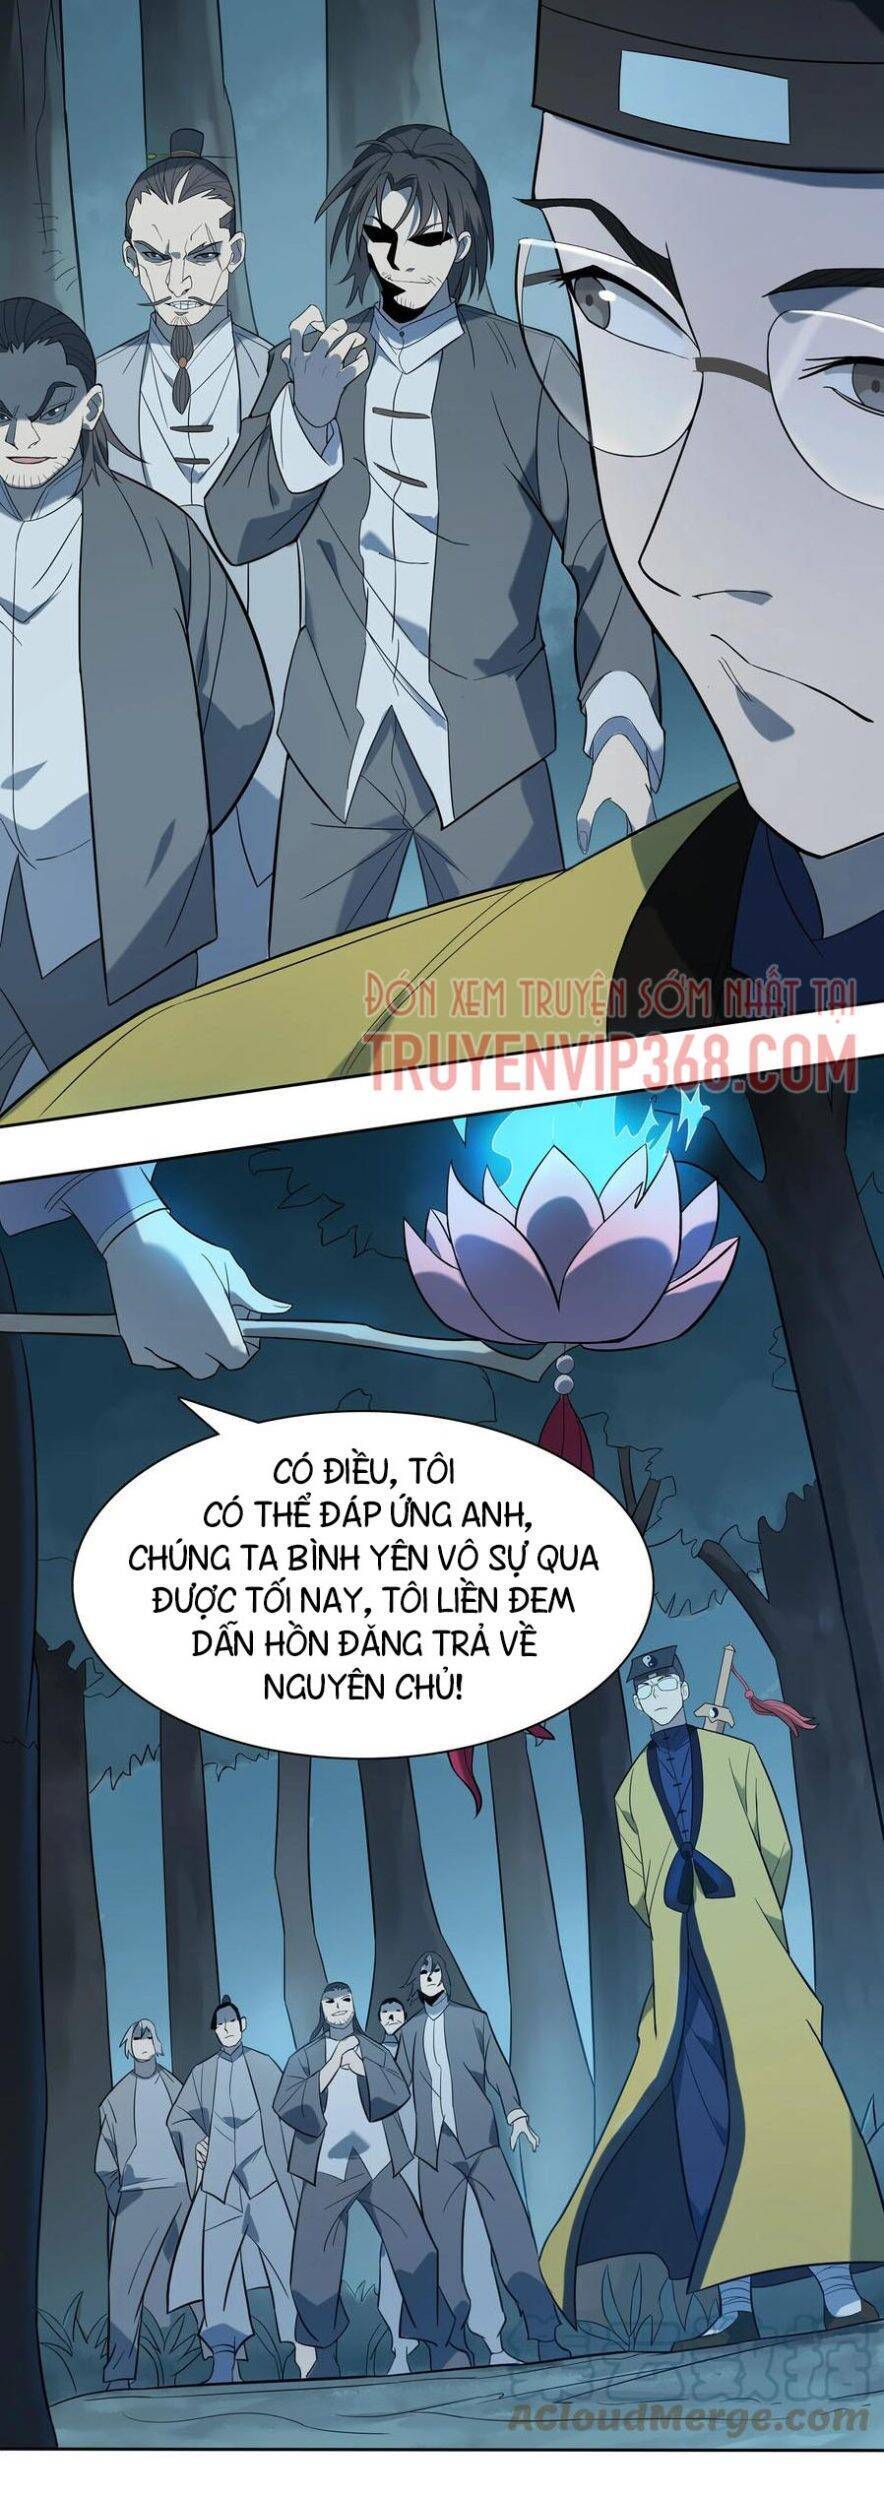 ĐÓN XEM TRUYỆN SỚM NHẤT TẠI
TRUYENVIP368.COM
CÓ ĐIỀU, TÔI
CÓ THỂ ĐÁP ỨNG ANH,
CHÚNG TA BÌNH YÊN VÔ SỰ QUA
ĐƯỢC TỐI NAY, TÔI LIỀN ĐEM
DẪN HỒN ĐĂNG TRẢ VỀ
NGUYÊN CHỦ!
ACloudMerge.com